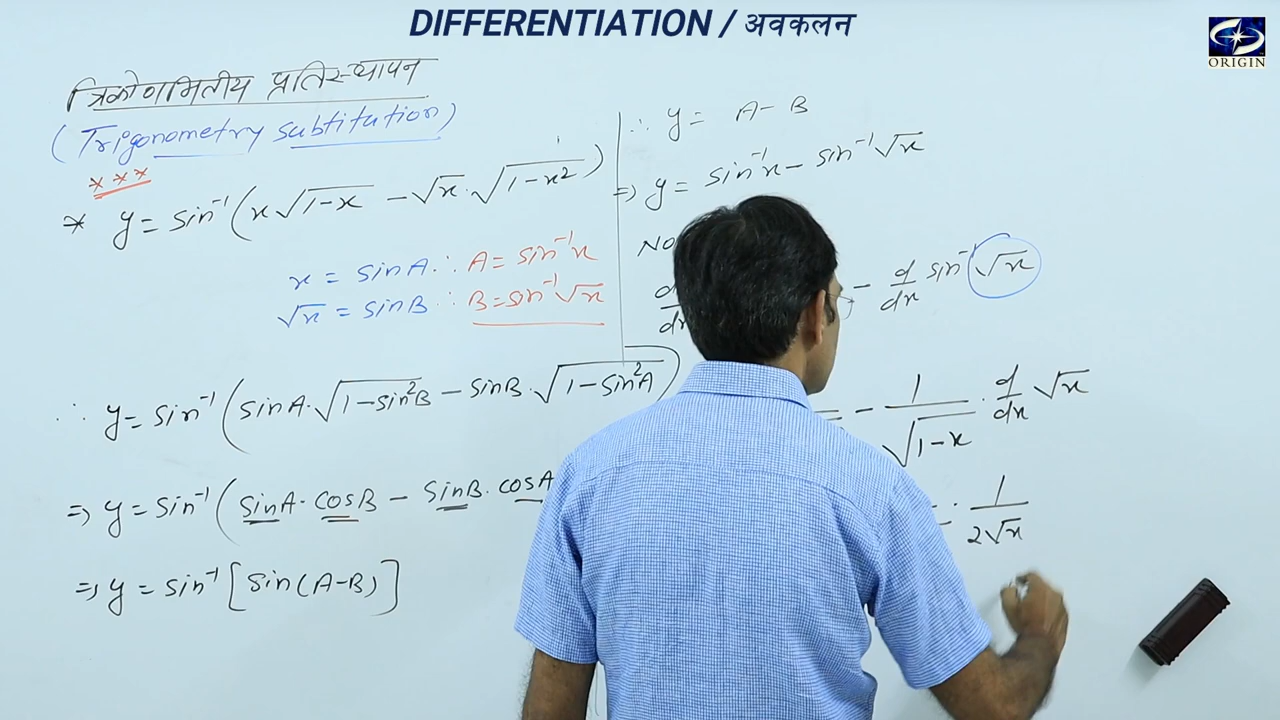 DIFFERENTIATION / अवकलन
ORIGIN
त्रिकोणमितीय प्रतिस्थापन
(Trigonometry subtitution)
***
* y = sin⁻¹(x√(1-x) - √x·√(1-x²))
x = sinA ∴ A = sin⁻¹x
√x = sinB ∴ B = sin⁻¹√x
∴ y = sin⁻¹(sinA·√(1-sin²B) - sinB·√(1-sin²A))
⇒ y = sin⁻¹(sinA·cosB - sinB·cosA
⇒ y = sin⁻¹[sin(A-B)]
∴ y = A - B
⇒ y = sin⁻¹x - sin⁻¹√x
- d/dx sin⁻¹√x
- 1/√(1-x) · d/dx √x
· 1/2√x